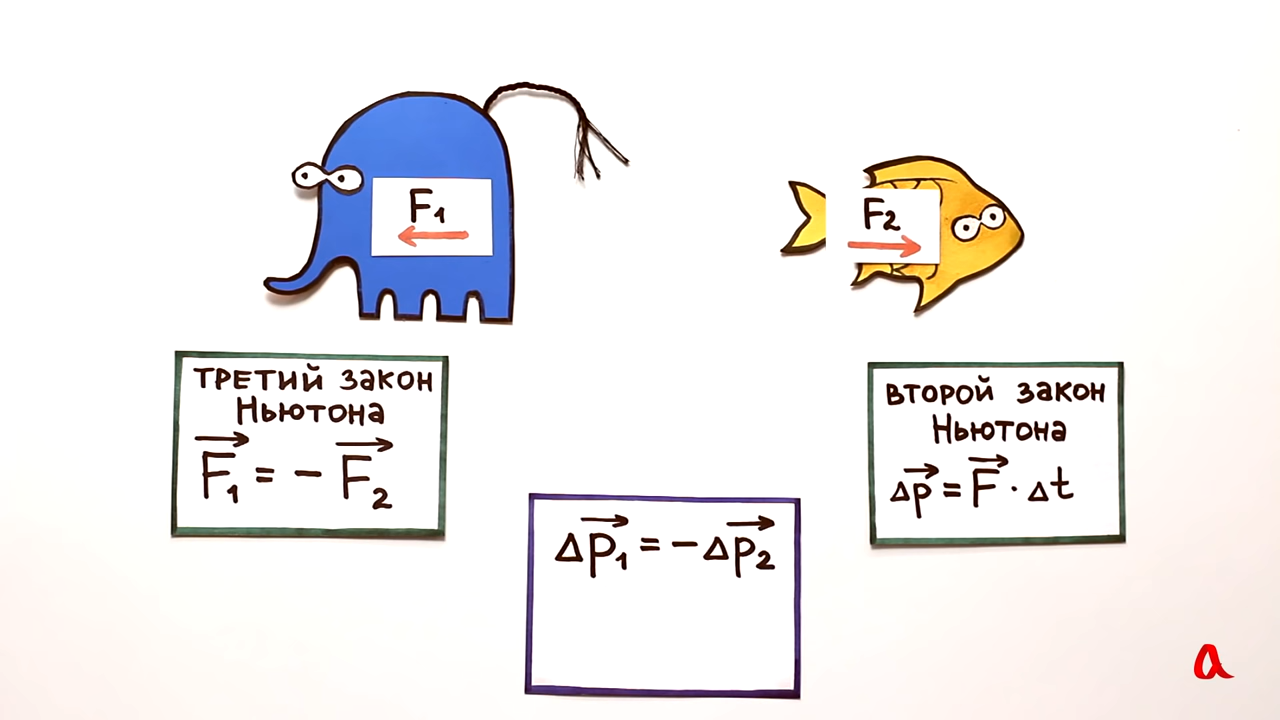 F₁
F₂
ТРЕТИЙ ЗАКОН
НЬЮТОНА
F₁ = - F₂
ВТОРОЙ ЗАКОН
НЬЮТОНА
Δp = F · Δt
Δp₁ = - Δp₂
a